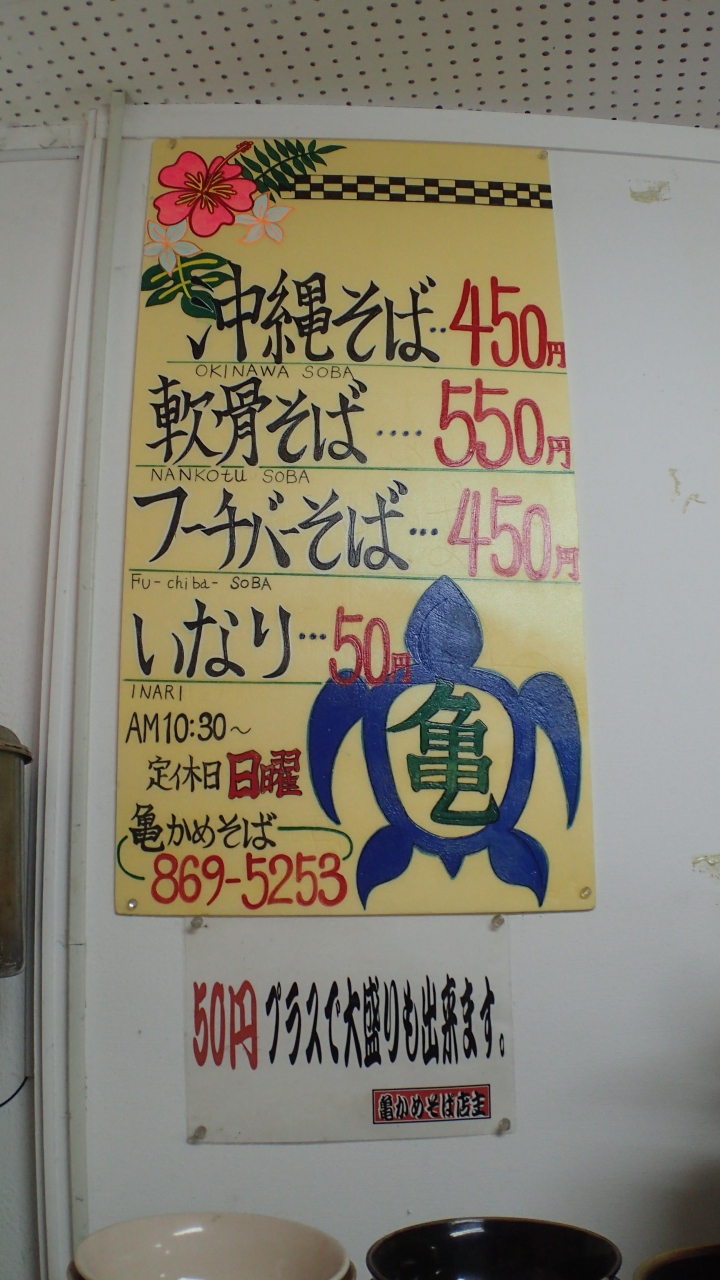 沖縄そば‥450円
OKINAWA SOBA
軟骨そば‥‥550円
NANKOtU SOBA
フーチバーそば…450円
Fu-chiba- SOBA
いなり…50円
INARI
AM10:30~
定休日日曜
亀かめそば
869-5253
亀
50円プラスで大盛りも出来ます。
亀かめそば店主